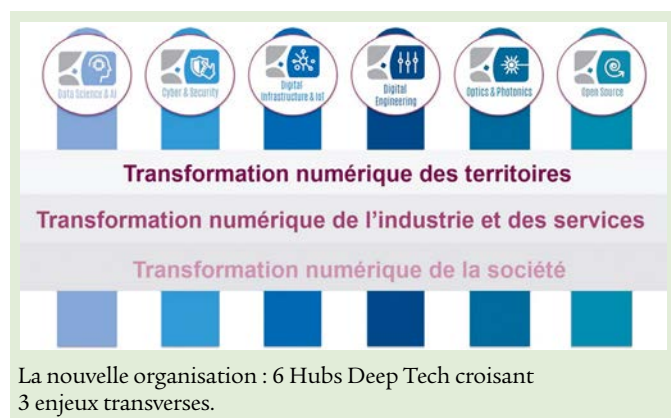 Data Science & AI
Cyber & Security
Digital
Infrastructure & IoT
Digital
Engineering
Optics & Photonics
Open Source
Transformation numérique des territoires
Transformation numérique de l'industrie et des services
Transformation numérique de la société
La nouvelle organisation : 6 Hubs Deep Tech croisant
3 enjeux transverses.